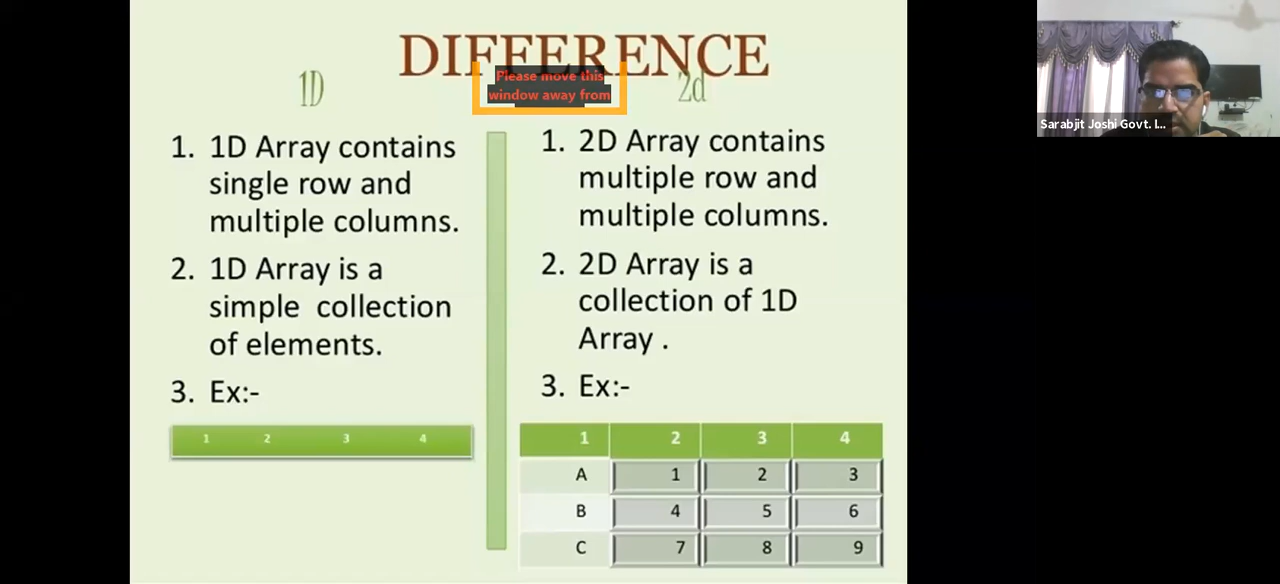 DIFFERENCE
Please move this
window away from
1D
1. 1D Array contains
single row and
multiple columns.
2. 1D Array is a
simple collection
of elements.
3. Ex:-
1 2 3 4
2d
1. 2D Array contains
multiple row and
multiple columns.
2. 2D Array is a
collection of 1D
Array .
3. Ex:-
1 2 3 4
A 1 2 3
B 4 5 6
C 7 8 9
Sarabjit Joshi Govt. I...